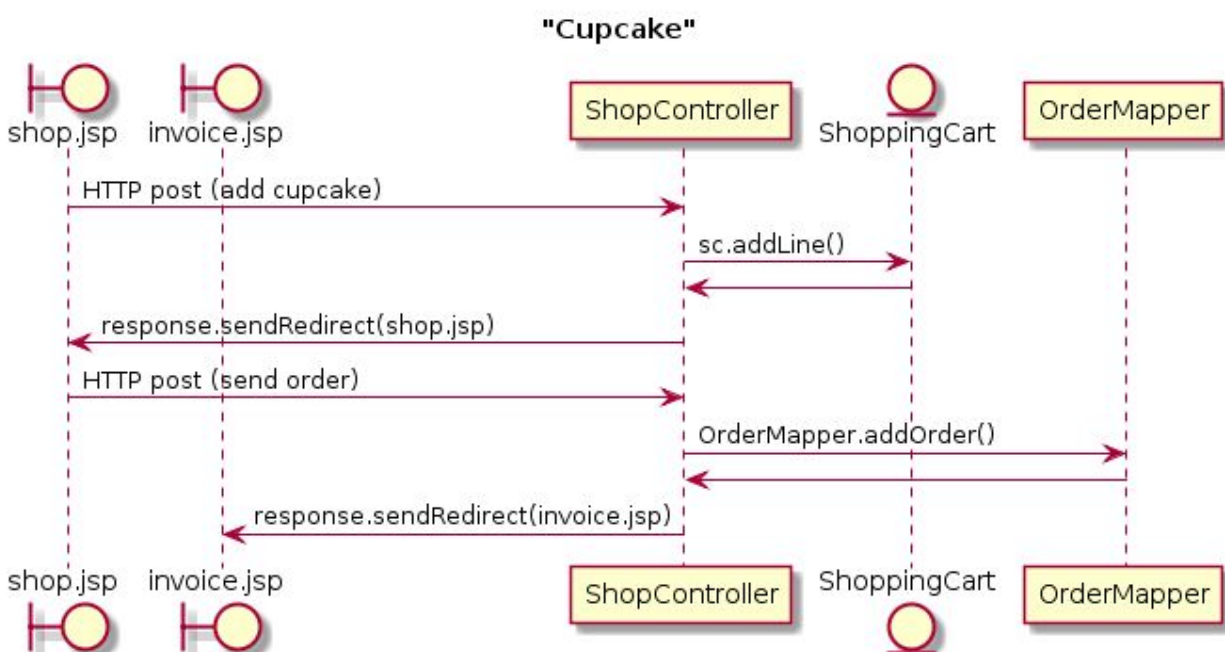 "Cupcake"
shop.jsp
invoice.jsp
ShopController
ShoppingCart
OrderMapper
HTTP post (add cupcake)
sc.addLine()
response.sendRedirect(shop.jsp)
HTTP post (send order)
OrderMapper.addOrder()
response.sendRedirect(invoice.jsp)
shop.jsp
invoice.jsp
ShopController
ShoppingCart
OrderMapper